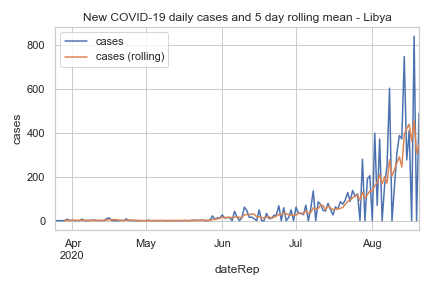 New COVID-19 daily cases and 5 day rolling mean - Libya
cases
cases (rolling)
800
600
400
200
0
cases
Apr
2020
May
Jun
Jul
Aug
dateRep